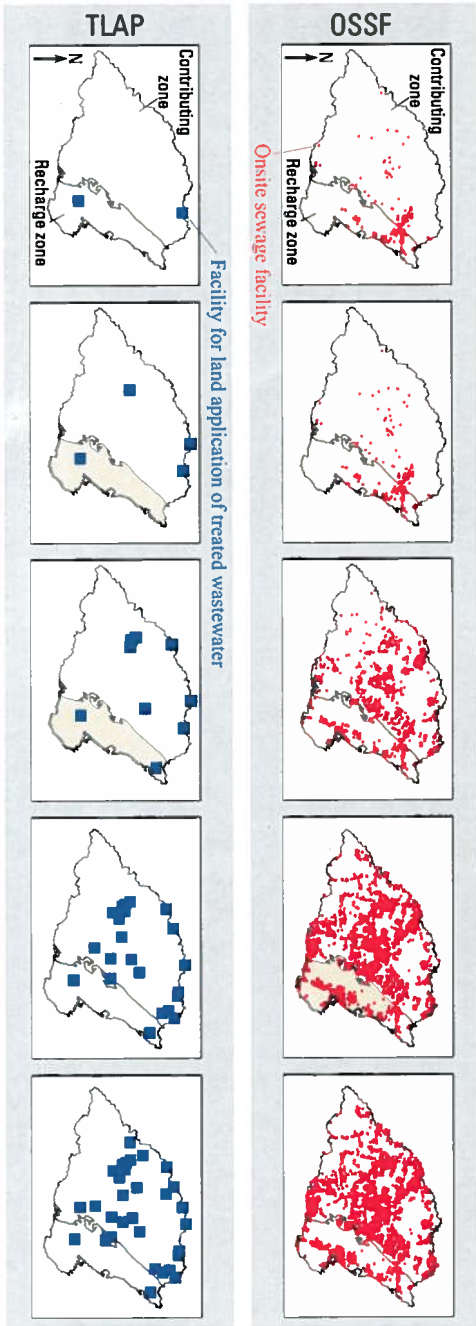 TLAP
OSSF
Contributing
zone
N
Recharge zone
Facility for land application of treated wastewater
Contributing
zone
N
Recharge zone
Onsite sewage facility